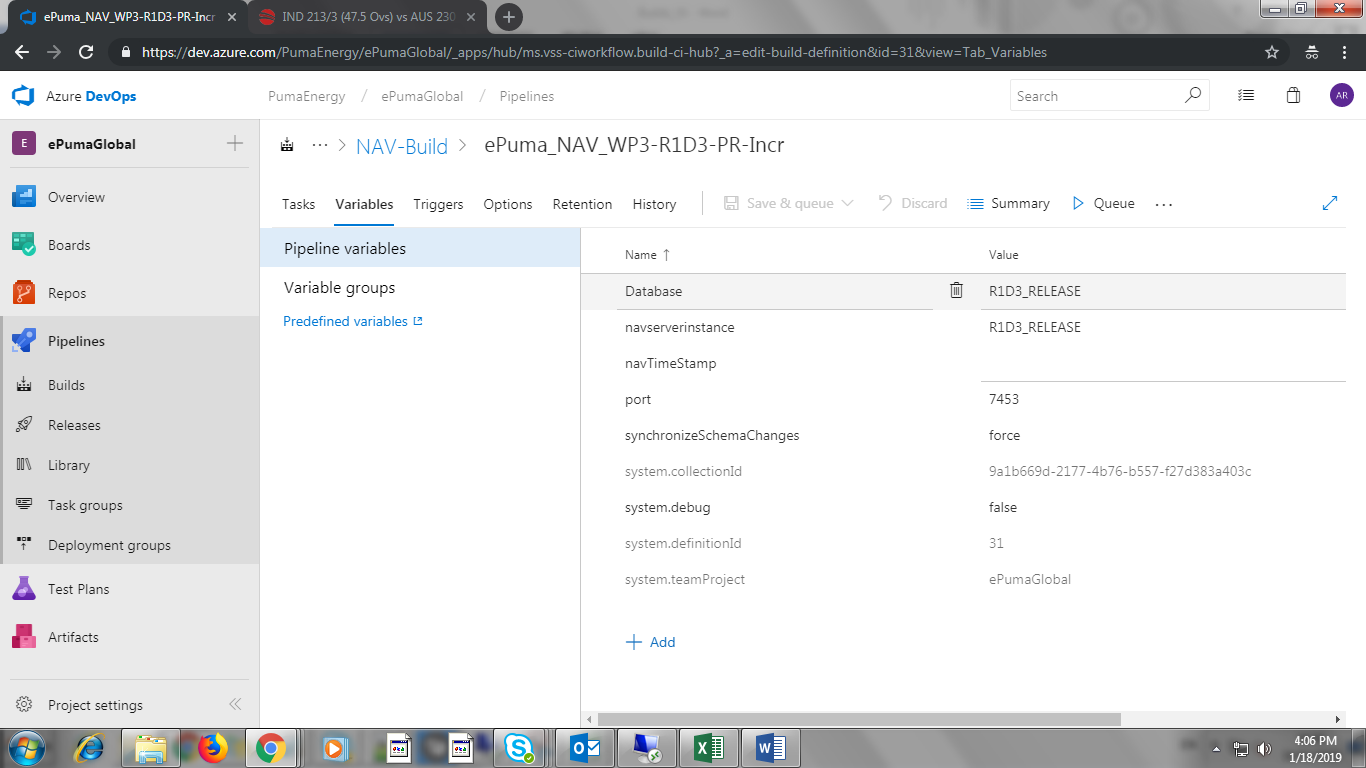 ePuma_NAV_WP3-R1D3-PR-Incr
IND 213/3 (47.5 Ovs) vs AUS 230
https://dev.azure.com/PumaEnergy/ePumaGlobal/_apps/hub/ms.vss-ciworkflow.build-ci-hub?_a=edit-build-definition&id=31&view=Tab_Variables
Azure DevOps
PumaEnergy / ePumaGlobal / Pipelines
Search
AR
E ePumaGlobal
... > NAV-Build > ePuma_NAV_WP3-R1D3-PR-Incr
Overview
Boards
Repos
Pipelines
Builds
Releases
Library
Task groups
Deployment groups
Test Plans
Artifacts
Project settings
Tasks Variables Triggers Options Retention History Save & queue Discard Summary Queue ...
Pipeline variables
Variable groups
Predefined variables
Name ↑ Value
Database R1D3_RELEASE
navserverinstance R1D3_RELEASE
navTimeStamp
port 7453
synchronizeSchemaChanges force
system.collectionId 9a1b669d-2177-4b76-b557-f27d383a403c
system.debug false
system.definitionId 31
system.teamProject ePumaGlobal
+ Add
4:06 PM
1/18/2019